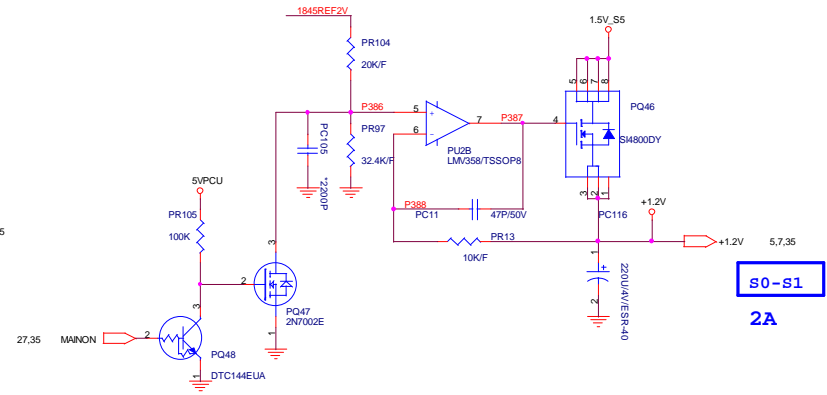 1845REF2V
1.5V_S5
PR104
20K/F
5 6 7 8
PQ46
P386
5
+
7
P387
4
6
−
PC105
PR97
PU2B
SI4800DY
32.4K/F
LMV358/TSSOP8
*2200P
3 2 1
5VPCU
P388
PC11
47P/50V
PC116
+1.2V
PR105
PR13
+1.2V
5,7,35
5
100K
10K/F
1
+
220U/4V/ESR-40
S0-S1
3
2
2
2A
3
PQ47
2N7002E
1
27,35
MAINON
2
PQ48
1
DTC144EUA